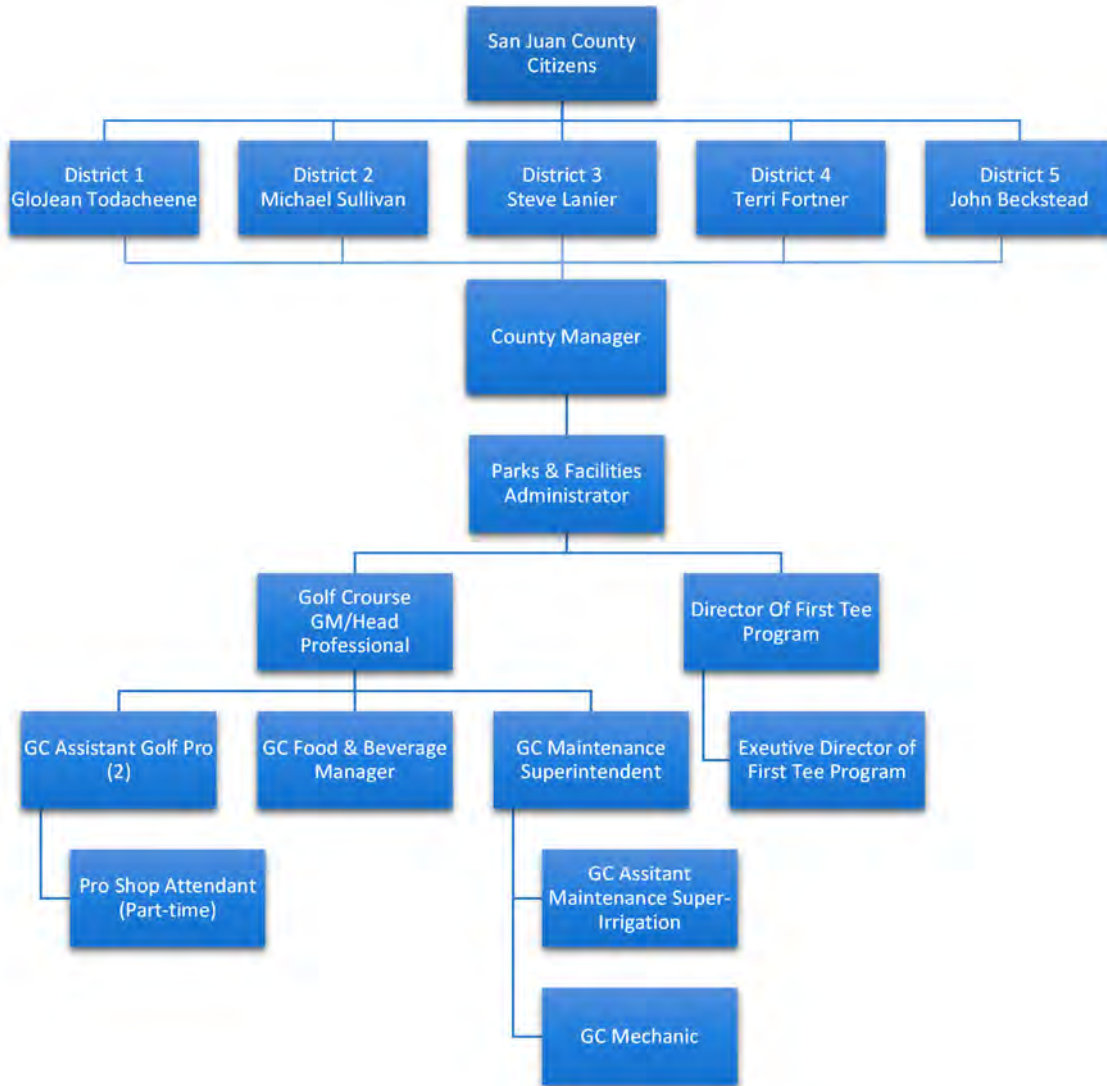 San Juan County
Citizens
District 1
GloJean Todacheene
District 2
Michael Sullivan
District 3
Steve Lanier
District 4
Terri Fortner
District 5
John Beckstead
County Manager
Parks & Facilities
Administrator
Golf Crourse
GM/Head
Professional
Director Of First Tee
Program
GC Assistant Golf Pro
(2)
GC Food & Beverage
Manager
GC Maintenance
Superintendent
Exeutive Director of
First Tee Program
Pro Shop Attendant
(Part-time)
GC Assitant
Maintenance Super-
Irrigation
GC Mechanic